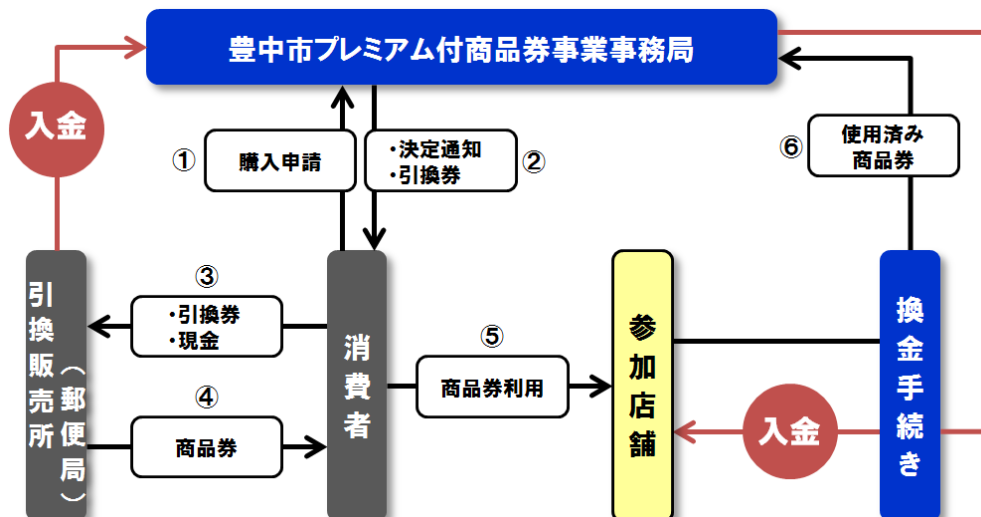 豊中市プレミアム付商品券事業事務局
入金
①
購入申請
・決定通知
・引換券
②
⑥
使用済み
商品券
引換販売所
（郵便局）
③
・引換券
・現金
④
商品券
消費者
⑤
商品券利用
参加店舗
入金
換金手続き